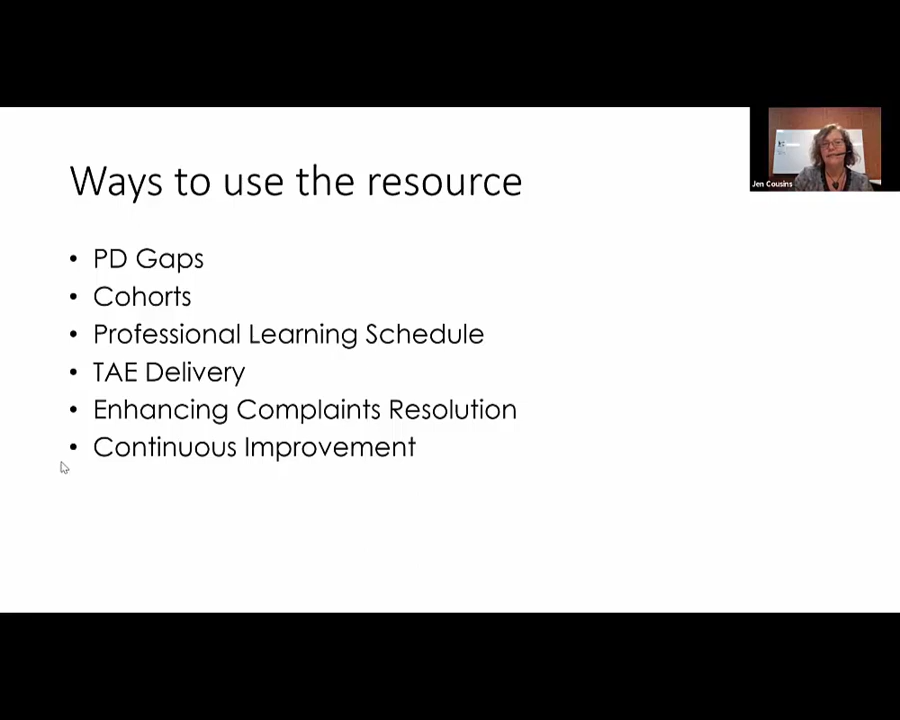 Ways to use the resource
Jen Cousins
• PD Gaps
• Cohorts
• Professional Learning Schedule
• TAE Delivery
• Enhancing Complaints Resolution
• Continuous Improvement